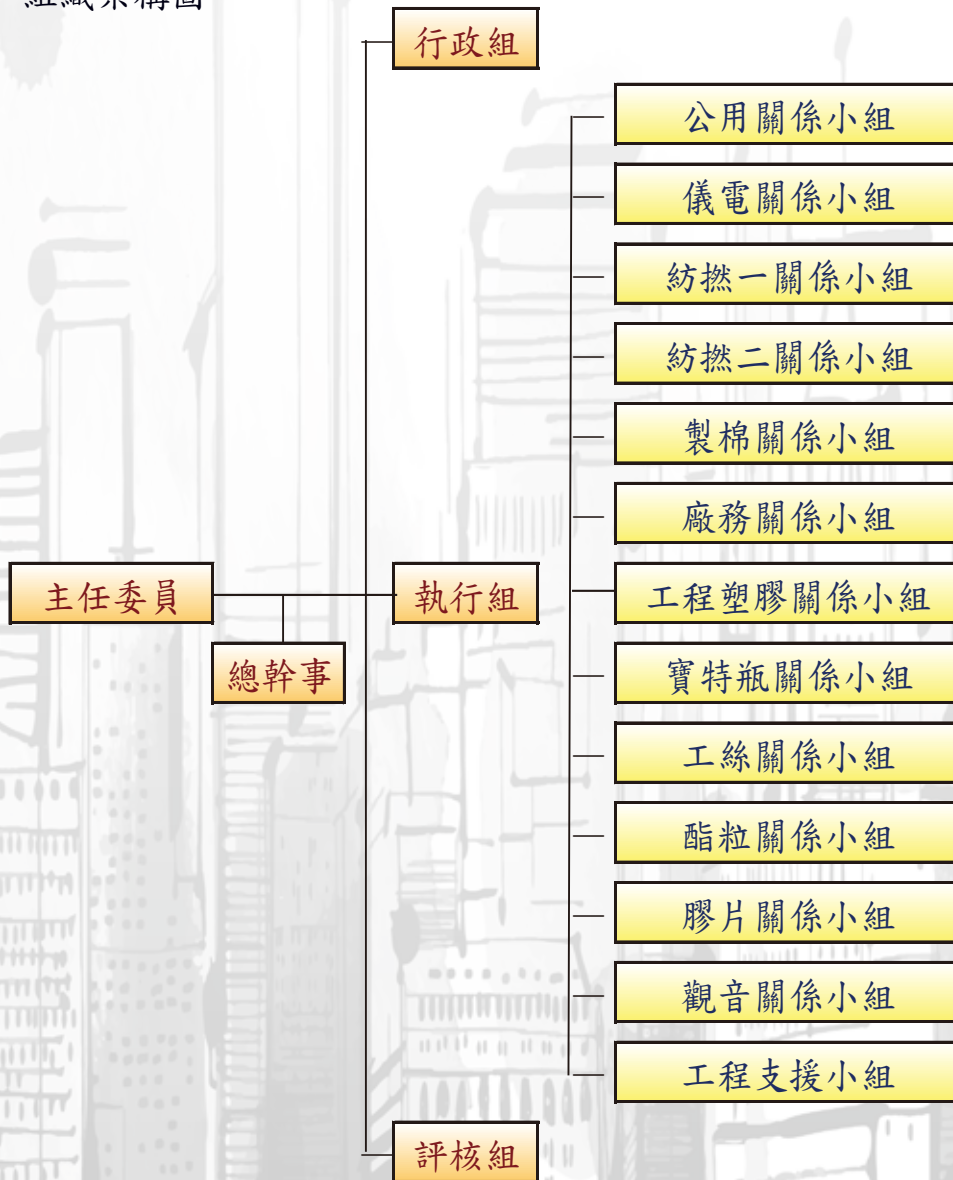 組織架構圖
行政組
公用關係小組
儀電關係小組
紡撚一關係小組
紡撚二關係小組
製棉關係小組
廠務關係小組
主任委員
執行組
工程塑膠關係小組
總幹事
寶特瓶關係小組
工絲關係小組
酯粒關係小組
膠片關係小組
觀音關係小組
工程支援小組
評核組